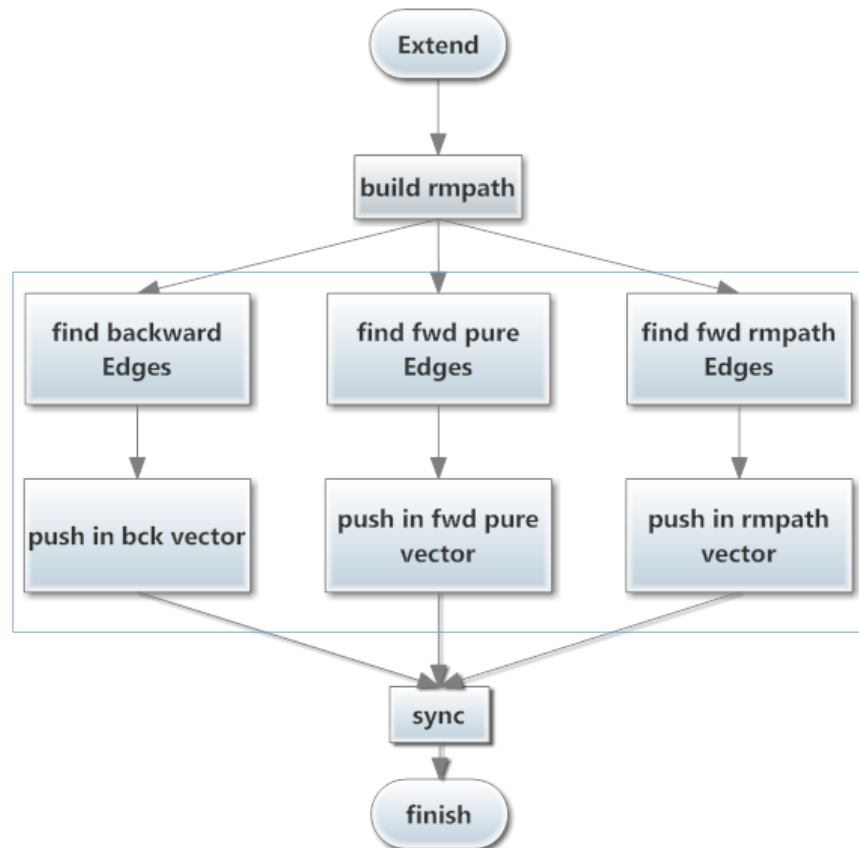 Extend
build rmpath
find backward
Edges
find fwd pure
Edges
find fwd rmpath
Edges
push in bck vector
push in fwd pure
vector
push in rmpath
vector
sync
finish